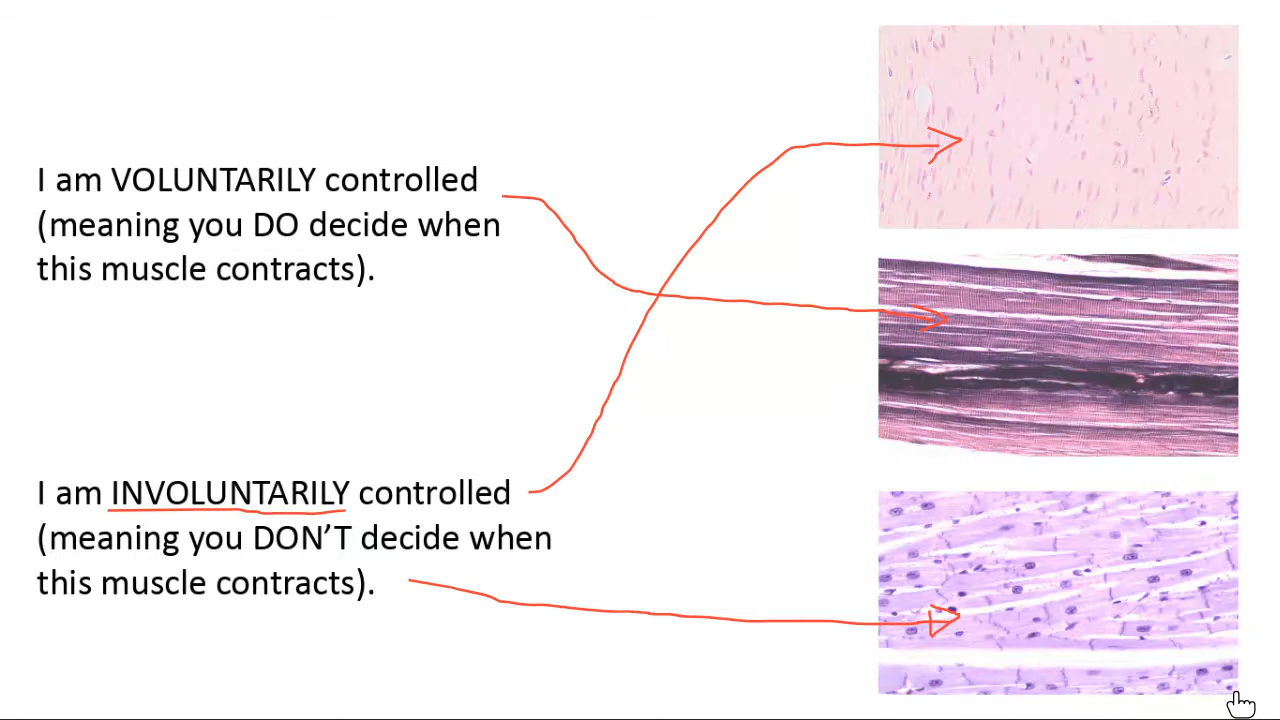 I am VOLUNTARILY controlled
(meaning you DO decide when
this muscle contracts).
I am INVOLUNTARILY controlled
(meaning you DON’T decide when
this muscle contracts).